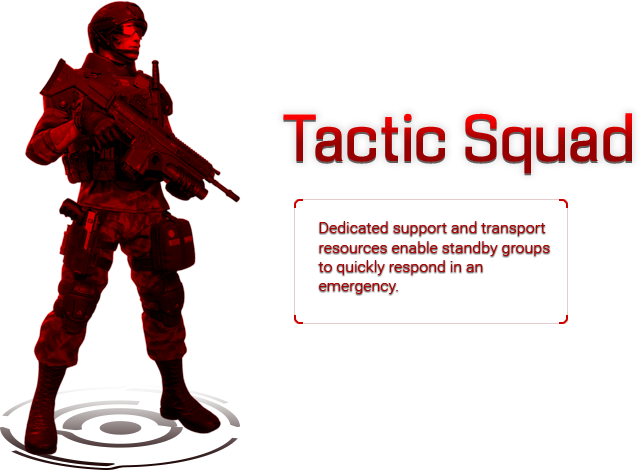 Tactic Squad
Dedicated support and transport
resources enable standby groups
to quickly respond in an
emergency.